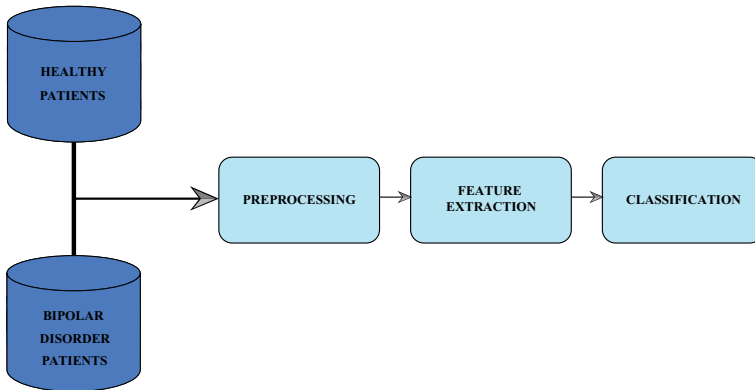 HEALTHY
PATIENTS
PREPROCESSING
FEATURE
EXTRACTION
CLASSIFICATION
BIPOLAR
DISORDER
PATIENTS